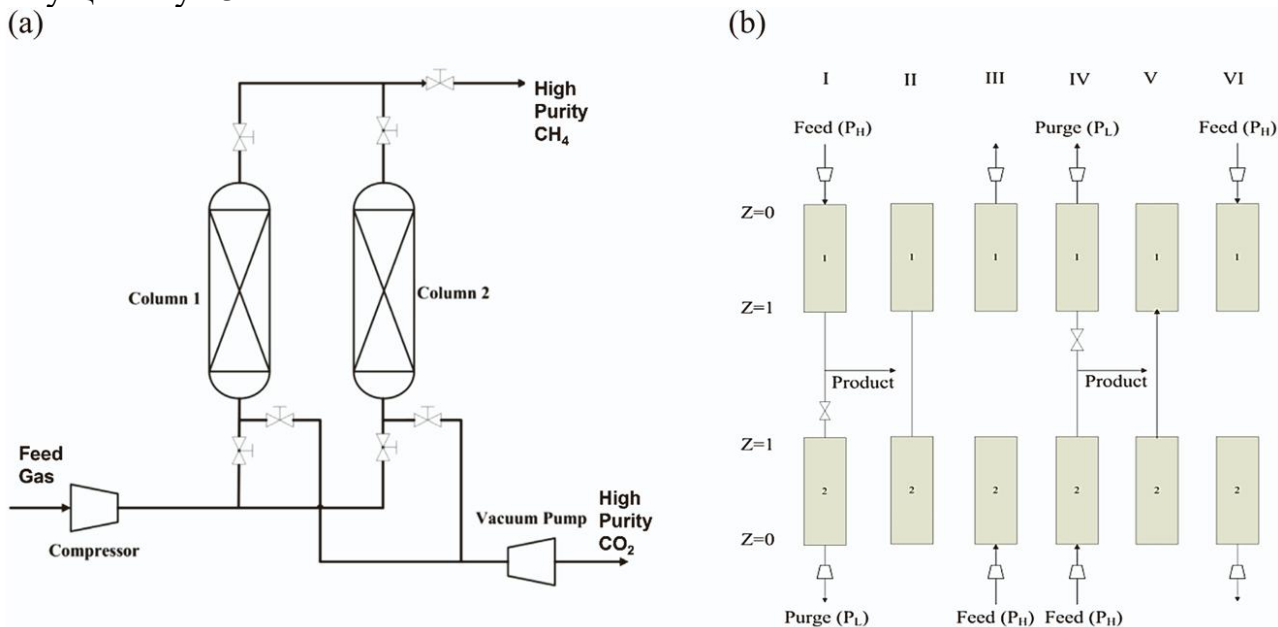 (a)
High
Purity
CH₄
Column 1
Column 2
Feed
Gas
Compressor
Vacuum Pump
High
Purity
CO₂
(b)
I II III IV V VI
Feed (P_H) Purge (P_L) Feed (P_H)
Z=0
1 1 1 1 1 1
Z=1
Product Product
Z=1
2 2 2 2 2 2
Z=0
Purge (P_L) Feed (P_H) Feed (P_H)